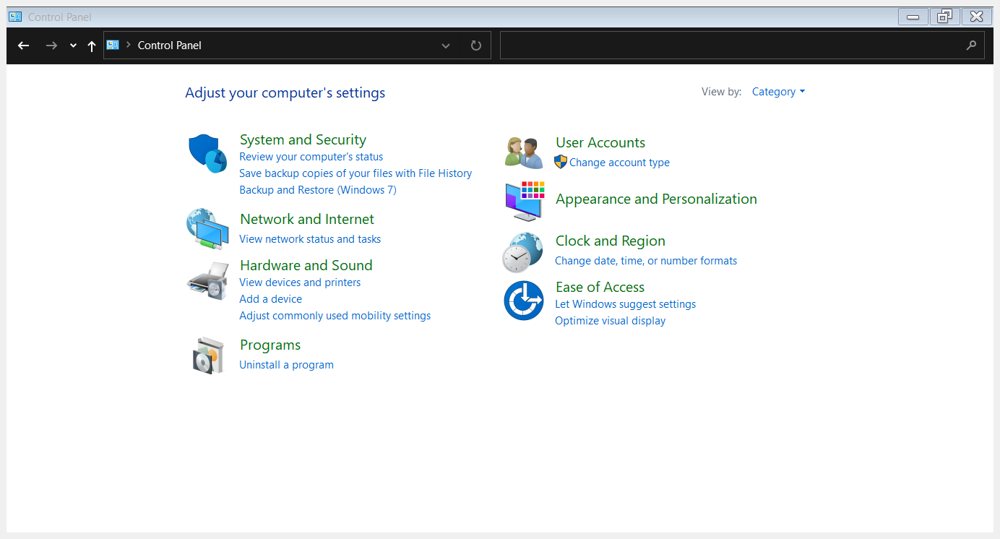 Control Panel
Control Panel
Adjust your computer's settings
View by: Category
System and Security
Review your computer's status
Save backup copies of your files with File History
Backup and Restore (Windows 7)
Network and Internet
View network status and tasks
Hardware and Sound
View devices and printers
Add a device
Adjust commonly used mobility settings
Programs
Uninstall a program
User Accounts
Change account type
Appearance and Personalization
Clock and Region
Change date, time, or number formats
Ease of Access
Let Windows suggest settings
Optimize visual display